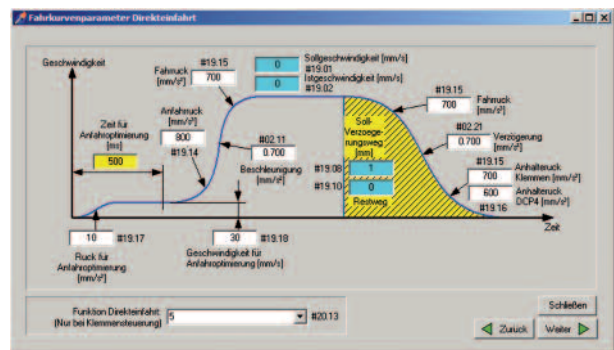 Fahrkurvenparameter Direkteinfahrt
Geschwindigkeit
Zeit für
Anfahroptimierung
[ms]
500
Fahrruck
[mm/s³]
#19.15
700
Anfahrruck
[mm/s³]
800
#19.14
#02.11
0.700
Beschleunigung
[mm/s²]
0
Sollgeschwindigkeit [mm/s]
#19.01
0
Istgeschwindigkeit [mm/s]
#19.02
Soll-
Verzoege-
rungsweg
[mm]
#19.08
1
#19.10
0
Restweg
#19.15
700
Fahrruck
[mm/s³]
#02.21
0.700
Verzögerung
[mm/s²]
#19.15
700
Anhalteruck
Klemmen [mm/s³]
600
Anhalteruck
DCP4 [mm/s³]
#19.16
Zeit
10
#19.17
Ruck für
Anfahroptimierung
[mm/s³]
30
#19.18
Geschwindigkeit für
Anfahroptimierung [mm/s]
Funktion Direkteinfahrt:
(Nur bei Klemmensteuerung)
5
#20.13
Schließen
Zurück
Weiter